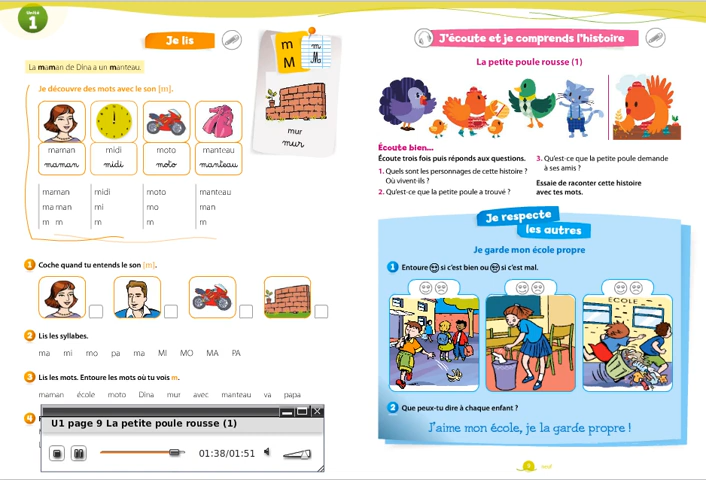 Unité
1
Je lis
La maman de Dina a un manteau.
Je découvre des mots avec le son [m].
maman midi moto manteau
maman midi moto manteau
maman midi moto manteau
ma man mi mo man
m m m m m
m m
M M
mur
mur
1 Coche quand tu entends le son [m].
2 Lis les syllabes.
ma mi mo pa ma MI MO MA PA
3 Lis les mots. Entoure les mots où tu vois m.
maman école moto Dina mur avec manteau va papa
4
U1 page 9 La petite poule rousse (1)
01:38/01:51
J'écoute et je comprends l'histoire
La petite poule rousse (1)
Écoute bien...
Écoute trois fois puis réponds aux questions.
1. Quels sont les personnages de cette histoire ?
Où vivent-ils ?
2. Qu'est-ce que la petite poule a trouvé ?
3. Qu'est-ce que la petite poule demande
à ses amis ?
Essaie de raconter cette histoire
avec tes mots.
Je respecte
les autres
Je garde mon école propre
1 Entoure si c'est bien ou si c'est mal.
ÉCOLE
2 Que peux-tu dire à chaque enfant ?
J'aime mon école, je la garde propre !
9 neuf